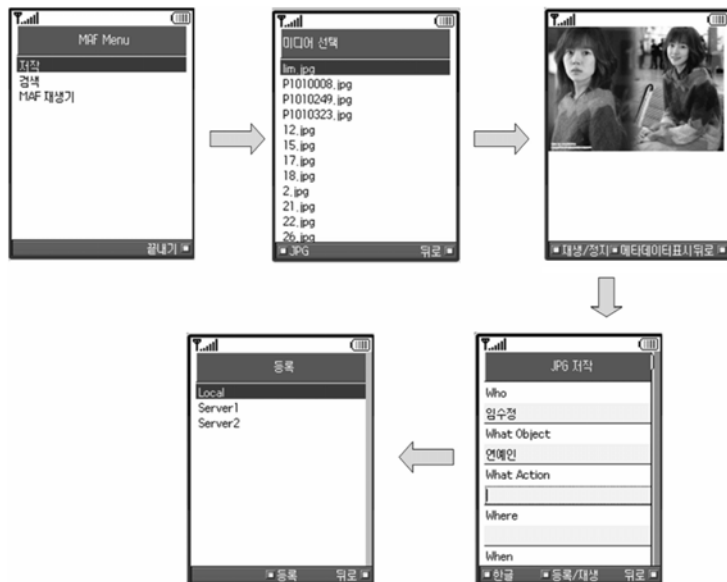 MAF Menu
저작
검색
MAF 재생기
끝내기
미디어 선택
lim.jpg
P1010008.jpg
P1010249.jpg
P1010323.jpg
12.jpg
15.jpg
17.jpg
18.jpg
2.jpg
21.jpg
22.jpg
26.jpg
JPG 뒤로
재생/정지 메타데이터표시 뒤로
JPG 저작
Who
임수정
What Object
연예인
What Action
Where
When
한글 등록/재생 뒤로
등록
Local
Server1
Server2
등록 뒤로